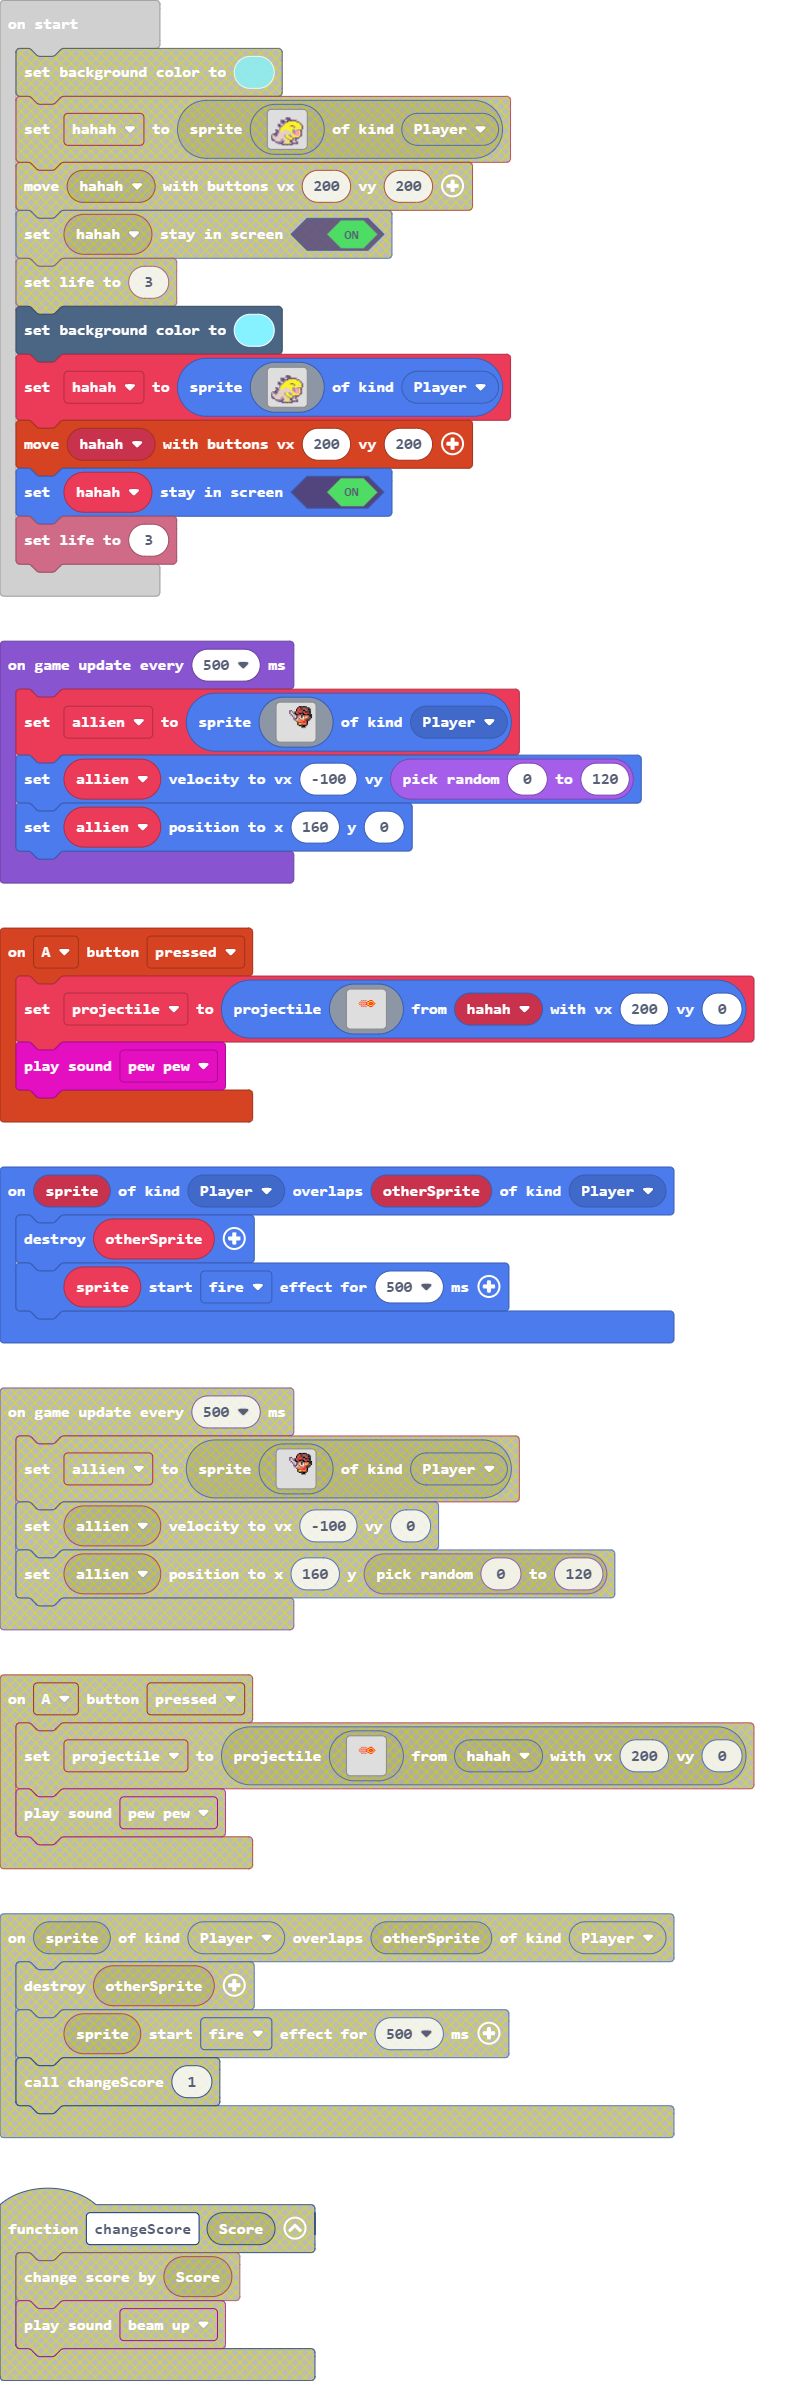 on start
set background color to
set hahah to sprite of kind Player
move hahah with buttons vx 200 vy 200
set hahah stay in screen ON
set life to 3
set background color to
set hahah to sprite of kind Player
move hahah with buttons vx 200 vy 200
set hahah stay in screen ON
set life to 3
on game update every 500 ms
set allien to sprite of kind Player
set allien velocity to vx -100 vy pick random 0 to 120
set allien position to x 160 y 0
on A button pressed
set projectile to projectile from hahah with vx 200 vy 0
play sound pew pew
on sprite of kind Player overlaps otherSprite of kind Player
destroy otherSprite
sprite start fire effect for 500 ms
on game update every 500 ms
set allien to sprite of kind Player
set allien velocity to vx -100 vy 0
set allien position to x 160 y pick random 0 to 120
on A button pressed
set projectile to projectile from hahah with vx 200 vy 0
play sound pew pew
on sprite of kind Player overlaps otherSprite of kind Player
destroy otherSprite
sprite start fire effect for 500 ms
call changeScore 1
function changeScore Score
change score by Score
play sound beam up